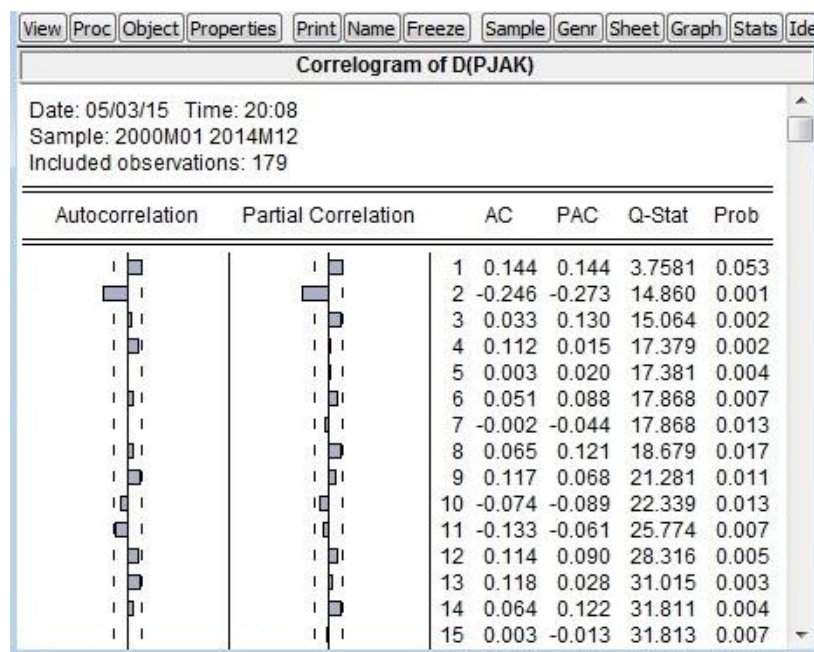 View Proc Object Properties Print Name Freeze Sample Genr Sheet Graph Stats Ide
Correlogram of D(PJAK)
Date: 05/03/15 Time: 20:08
Sample: 2000M01 2014M12
Included observations: 179
Autocorrelation Partial Correlation AC PAC Q-Stat Prob
1 0.144 0.144 3.7581 0.053
2 -0.246 -0.273 14.860 0.001
3 0.033 0.130 15.064 0.002
4 0.112 0.015 17.379 0.002
5 0.003 0.020 17.381 0.004
6 0.051 0.088 17.868 0.007
7 -0.002 -0.044 17.868 0.013
8 0.065 0.121 18.679 0.017
9 0.117 0.068 21.281 0.011
10 -0.074 -0.089 22.339 0.013
11 -0.133 -0.061 25.774 0.007
12 0.114 0.090 28.316 0.005
13 0.118 0.028 31.015 0.003
14 0.064 0.122 31.811 0.004
15 0.003 -0.013 31.813 0.007